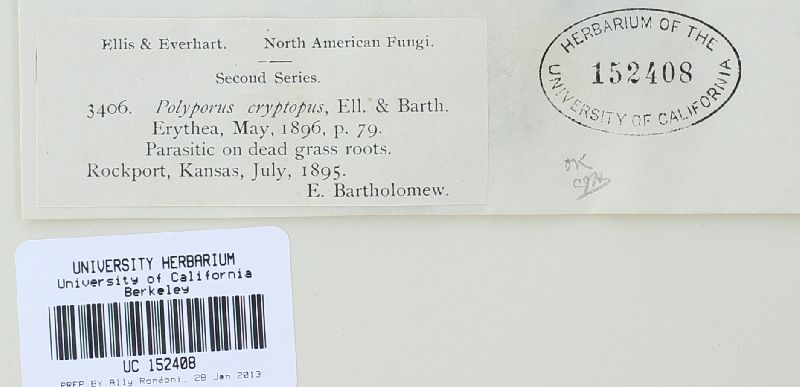 Ellis & Everhart. North American Fungi.
Second Series.
3406. Polyporus cryptopus, Ell. & Barth.
Erythea, May, 1896, p. 79.
Parasitic on dead grass roots.
Rockport, Kansas, July, 1895.
E. Bartholomew.
HERBARIUM OF THE
152408
UNIVERSITY OF CALIFORNIA
UNIVERSITY HERBARIUM
University of California
Berkeley
UC 152408
PREP BY Ally Rondoni, 28 Jan 2013